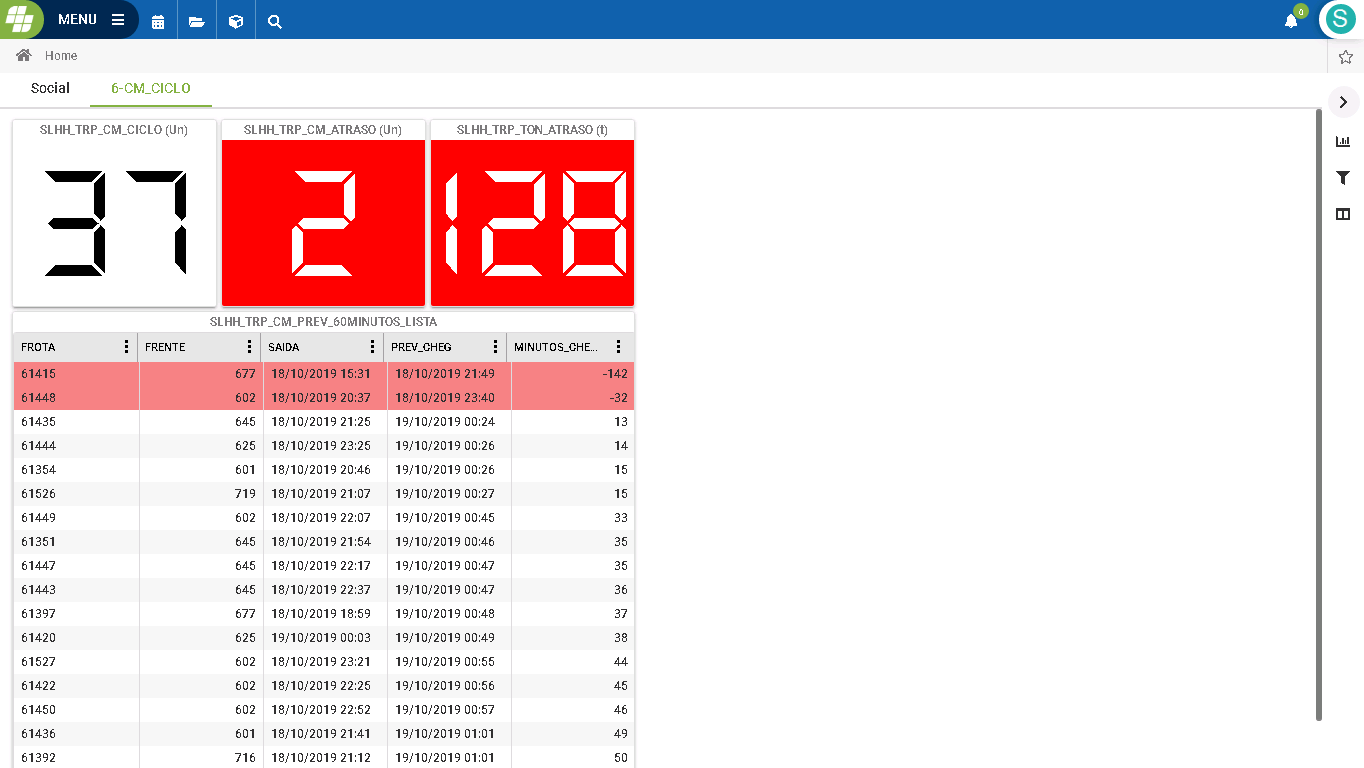 MENU
0
S
Home
Social 6-CM_CICLO
SLHH_TRP_CM_CICLO (Un) SLHH_TRP_CM_ATRASO (Un) SLHH_TRP_TON_ATRASO (t)
37 2 128
SLHH_TRP_CM_PREV_60MINUTOS_LISTA
FROTA FRENTE SAIDA PREV_CHEG MINUTOS_CHE...
61415 677 18/10/2019 15:31 18/10/2019 21:49 -142
61448 602 18/10/2019 20:37 18/10/2019 23:40 -32
61435 645 18/10/2019 21:25 19/10/2019 00:24 13
61444 625 18/10/2019 23:25 19/10/2019 00:26 14
61354 601 18/10/2019 20:46 19/10/2019 00:26 15
61526 719 18/10/2019 21:07 19/10/2019 00:27 15
61449 602 18/10/2019 22:07 19/10/2019 00:45 33
61351 645 18/10/2019 21:54 19/10/2019 00:46 35
61447 645 18/10/2019 22:17 19/10/2019 00:47 35
61443 645 18/10/2019 22:37 19/10/2019 00:47 36
61397 677 18/10/2019 18:59 19/10/2019 00:48 37
61420 625 19/10/2019 00:03 19/10/2019 00:49 38
61527 602 18/10/2019 23:21 19/10/2019 00:55 44
61422 602 18/10/2019 22:25 19/10/2019 00:56 45
61450 602 18/10/2019 22:52 19/10/2019 00:57 46
61436 601 18/10/2019 21:41 19/10/2019 01:01 49
61392 716 18/10/2019 21:12 19/10/2019 01:01 50